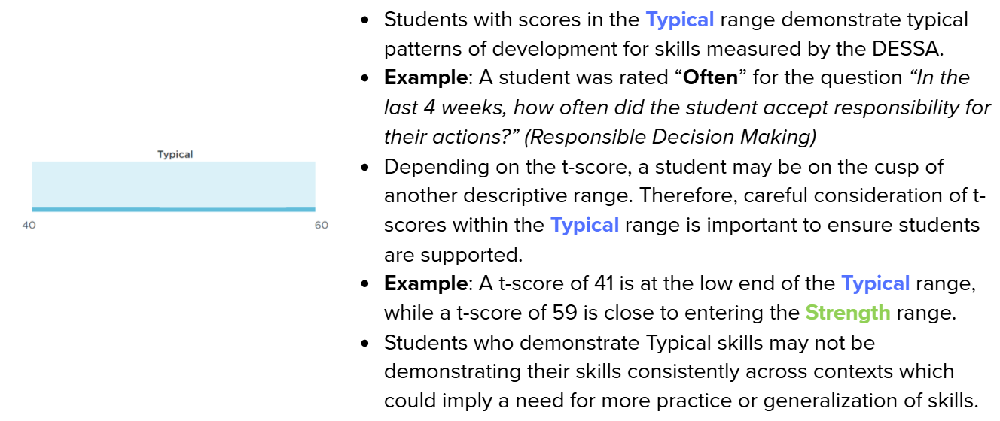 Typical
40
60
• Students with scores in the Typical range demonstrate typical
patterns of development for skills measured by the DESSA.
• Example: A student was rated “Often” for the question “In the
last 4 weeks, how often did the student accept responsibility for
their actions?” (Responsible Decision Making)
• Depending on the t-score, a student may be on the cusp of
another descriptive range. Therefore, careful consideration of t-
scores within the Typical range is important to ensure students
are supported.
• Example: A t-score of 41 is at the low end of the Typical range,
while a t-score of 59 is close to entering the Strength range.
• Students who demonstrate Typical skills may not be
demonstrating their skills consistently across contexts which
could imply a need for more practice or generalization of skills.